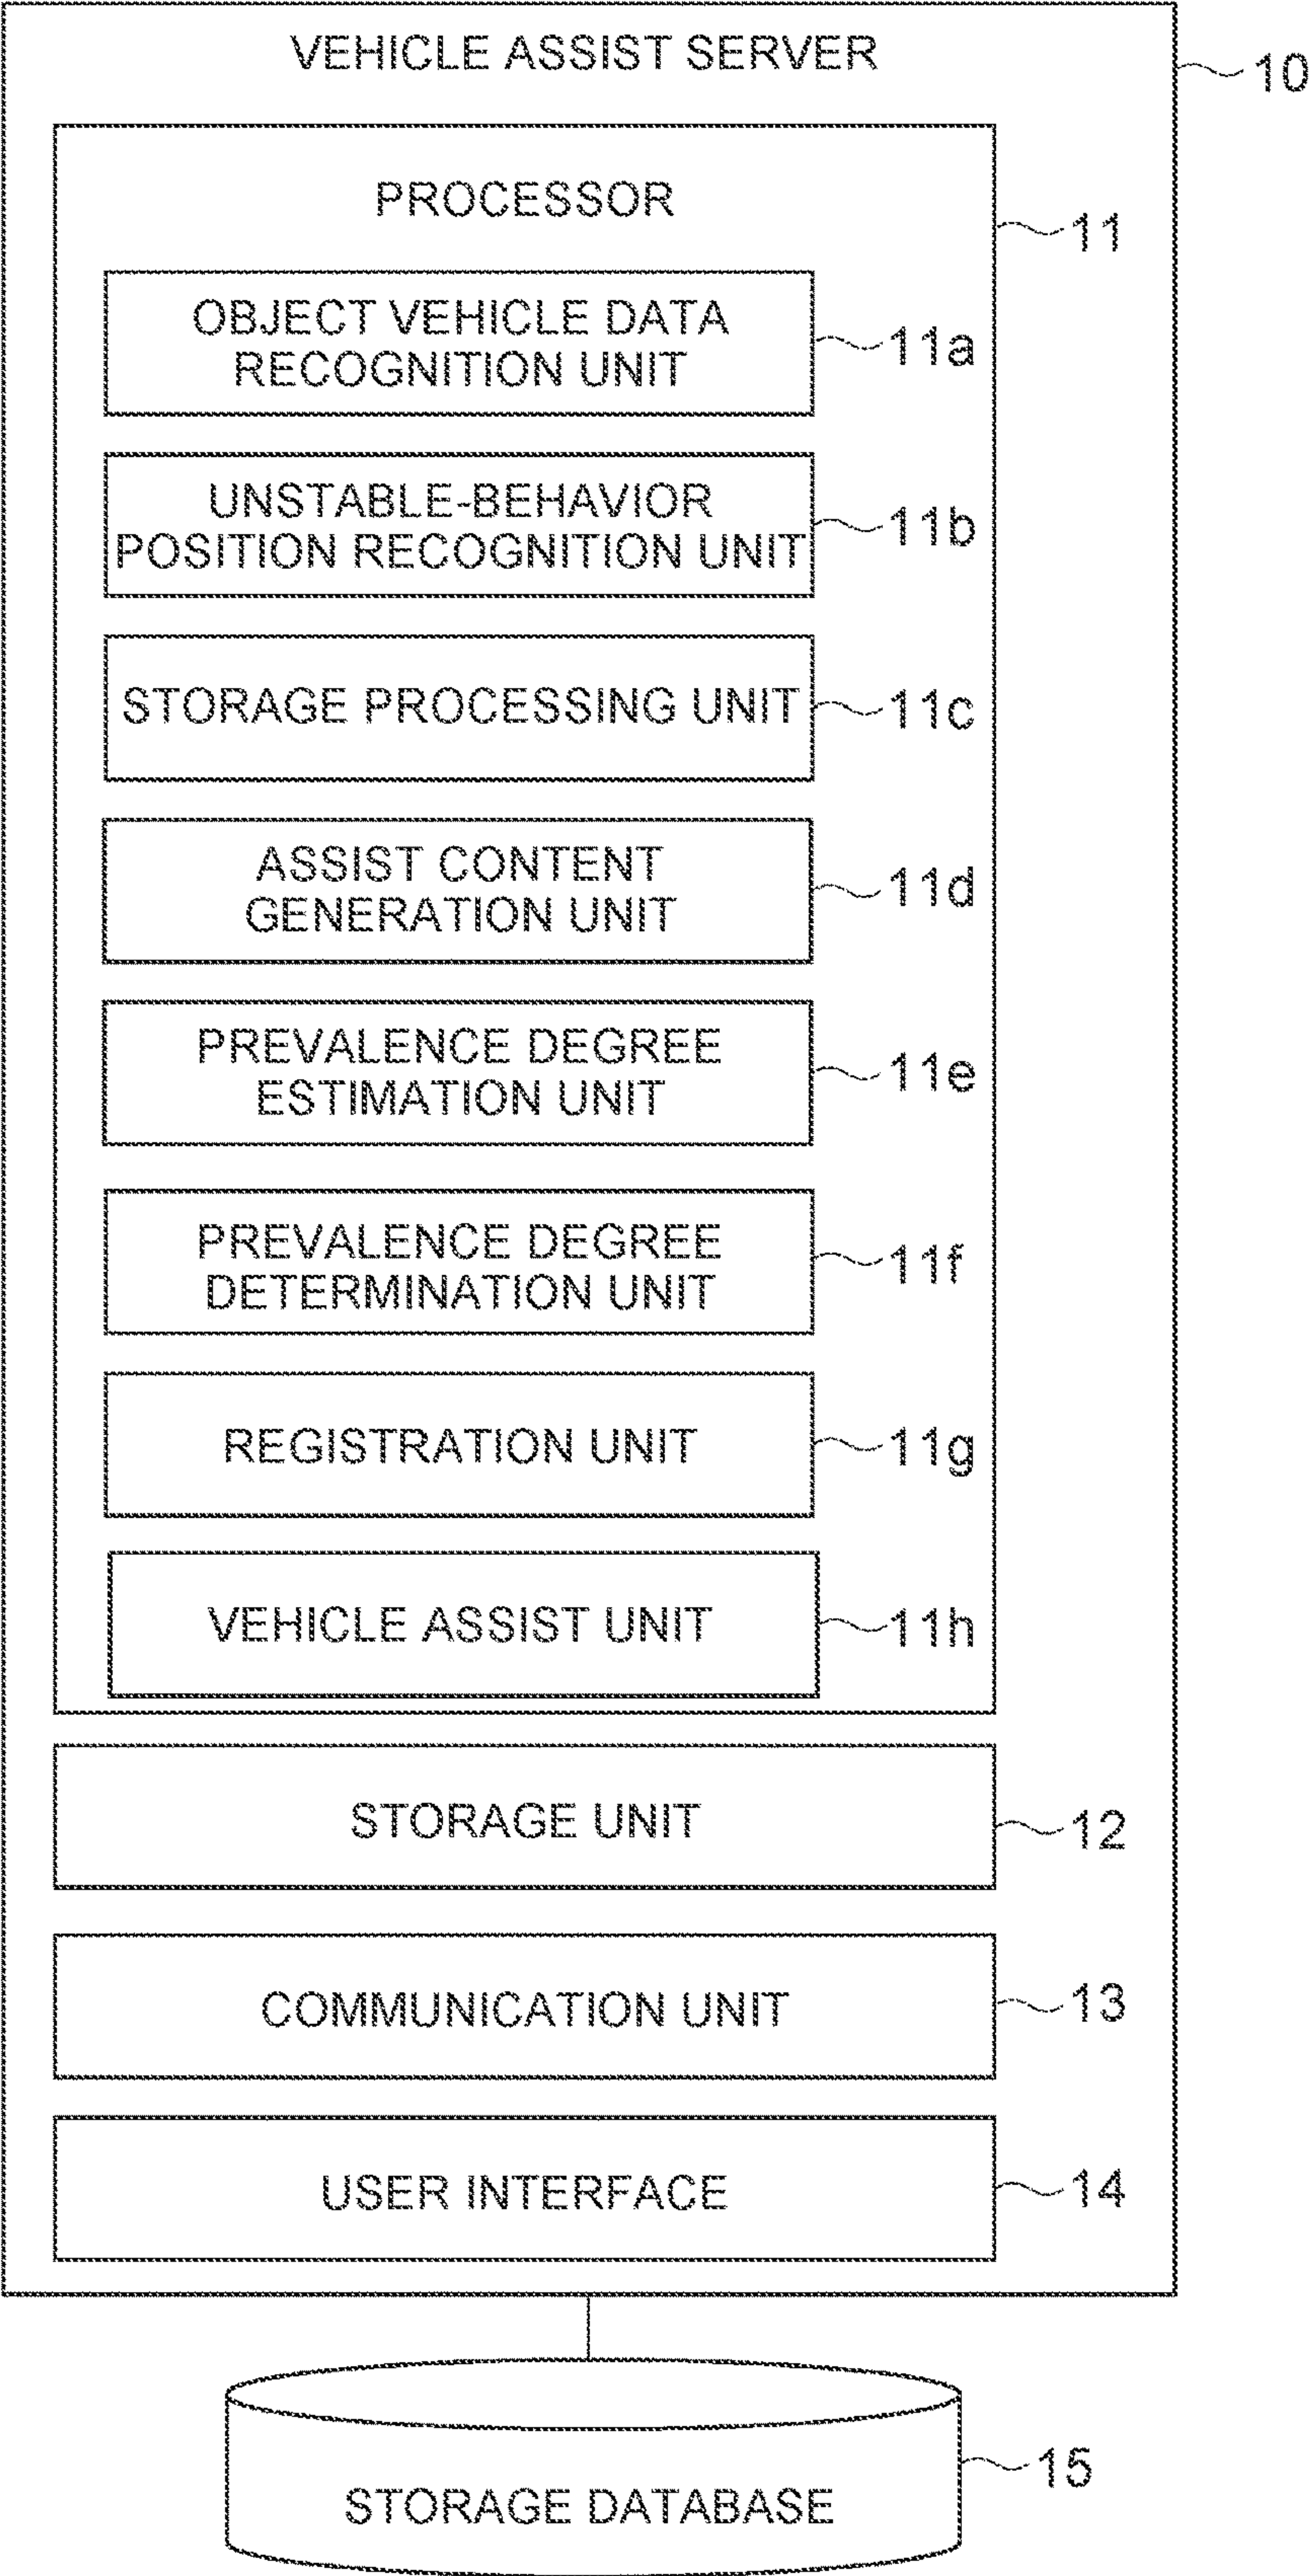 VEHICLE ASSIST SERVER
10
PROCESSOR
11
OBJECT VEHICLE DATA
RECOGNITION UNIT
11a
UNSTABLE-BEHAVIOR
POSITION RECOGNITION UNIT
11b
STORAGE PROCESSING UNIT
11c
ASSIST CONTENT
GENERATION UNIT
11d
PREVALENCE DEGREE
ESTIMATION UNIT
11e
PREVALENCE DEGREE
DETERMINATION UNIT
11f
REGISTRATION UNIT
11g
VEHICLE ASSIST UNIT
11h
STORAGE UNIT
12
COMMUNICATION UNIT
13
USER INTERFACE
14
STORAGE DATABASE
15